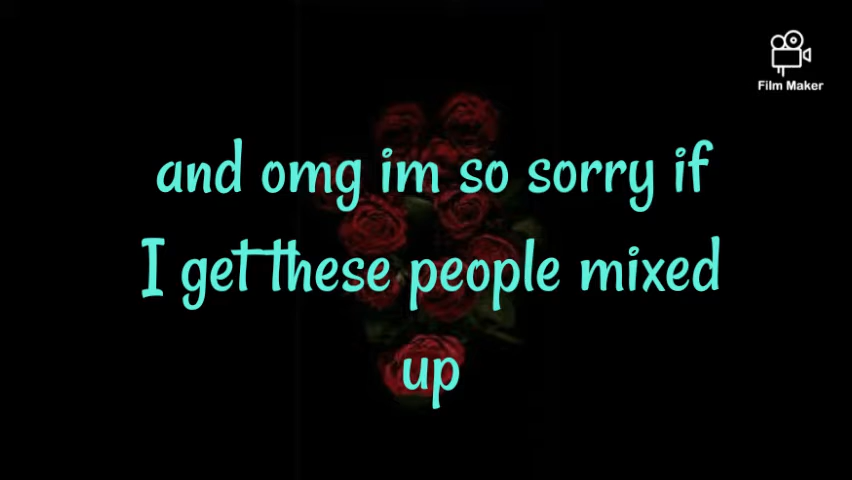 Film Maker
and omg im so sorry if
I get these people mixed
up